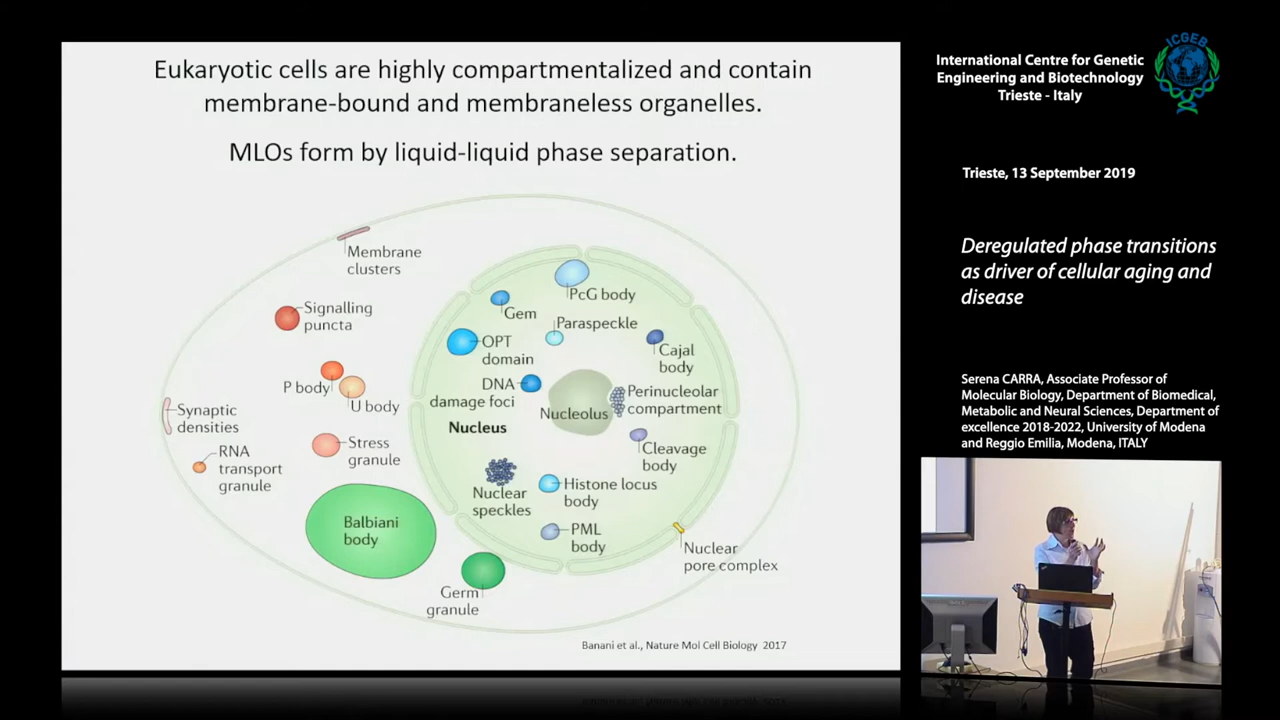 Eukaryotic cells are highly compartmentalized and contain
membrane-bound and membraneless organelles.
MLOs form by liquid-liquid phase separation.
Membrane
clusters
Signalling
puncta
P body
U body
Synaptic
densities
RNA
transport
granule
Stress
granule
Balbiani
body
Germ
granule
PcG body
Gem
Paraspeckle
OPT
domain
Cajal
body
DNA
damage foci
Nucleolus
Perinucleolar
compartment
Nucleus
Cleavage
body
Nuclear
speckles
Histone locus
body
PML
body
Nuclear
pore complex
Banani et al., Nature Mol Cell Biology 2017
International Centre for Genetic
Engineering and Biotechnology
Trieste - Italy
ICGEB
Trieste, 13 September 2019
Deregulated phase transitions
as driver of cellular aging and
disease
Serena CARRA, Associate Professor of
Molecular Biology, Department of Biomedical,
Metabolic and Neural Sciences, Department of
excellence 2018-2022, University of Modena
and Reggio Emilia, Modena, ITALY